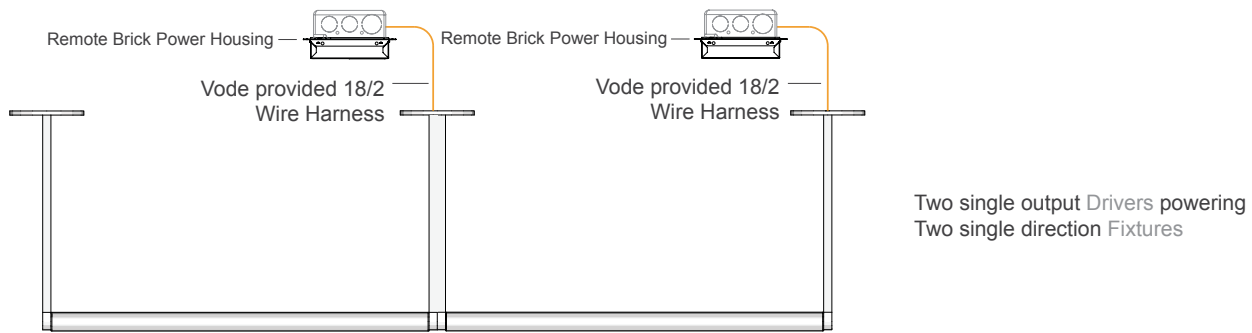 Remote Brick Power Housing
Remote Brick Power Housing
Vode provided 18/2
Wire Harness
Vode provided 18/2
Wire Harness
Two single output Drivers powering
Two single direction Fixtures